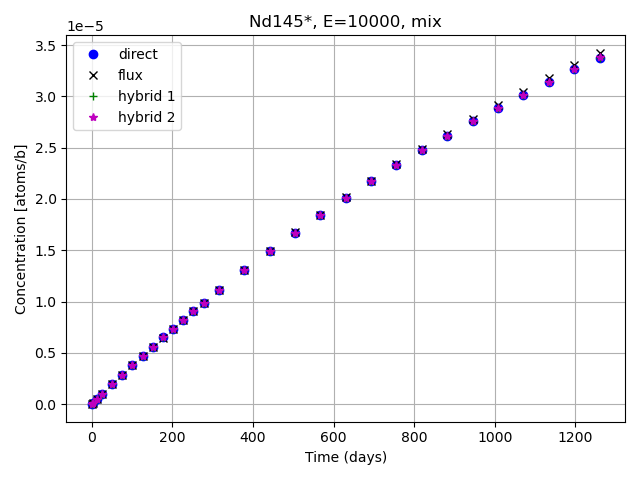 Nd145*, E=10000, mix
1e−5
direct
flux
hybrid 1
hybrid 2
3.5
3.0
2.5
2.0
1.5
1.0
0.5
0.0
Concentration [atoms/b]
0
200
400
600
800
1000
1200
Time (days)